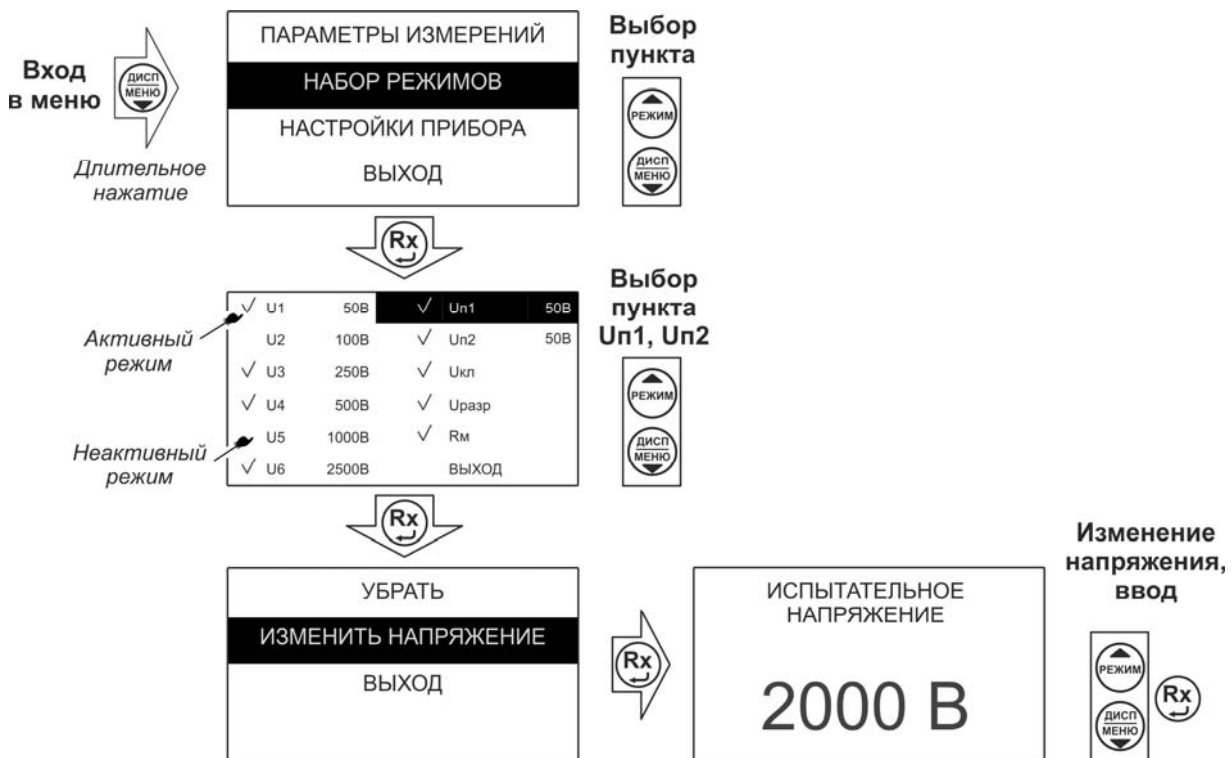 Вход
в меню
ДИСП
МЕНЮ
Длительное
нажатие
ПАРАМЕТРЫ ИЗМЕРЕНИЙ
НАБОР РЕЖИМОВ
НАСТРОЙКИ ПРИБОРА
ВЫХОД
Выбор
пункта
РЕЖИМ
ДИСП
МЕНЮ
Rx
Активный
режим
Неактивный
режим
✓ U1 50В ✓ Uп1 50В
U2 100В ✓ Uп2 50В
✓ U3 250В ✓ Uкл
✓ U4 500В ✓ Uразр
U5 1000В ✓ Rм
✓ U6 2500В ВЫХОД
Выбор
пункта
Uп1, Uп2
РЕЖИМ
ДИСП
МЕНЮ
Rx
УБРАТЬ
ИЗМЕНИТЬ НАПРЯЖЕНИЕ
ВЫХОД
Rx
ИСПЫТАТЕЛЬНОЕ
НАПРЯЖЕНИЕ
2000 В
Изменение
напряжения,
ввод
РЕЖИМ
ДИСП
МЕНЮ
Rx